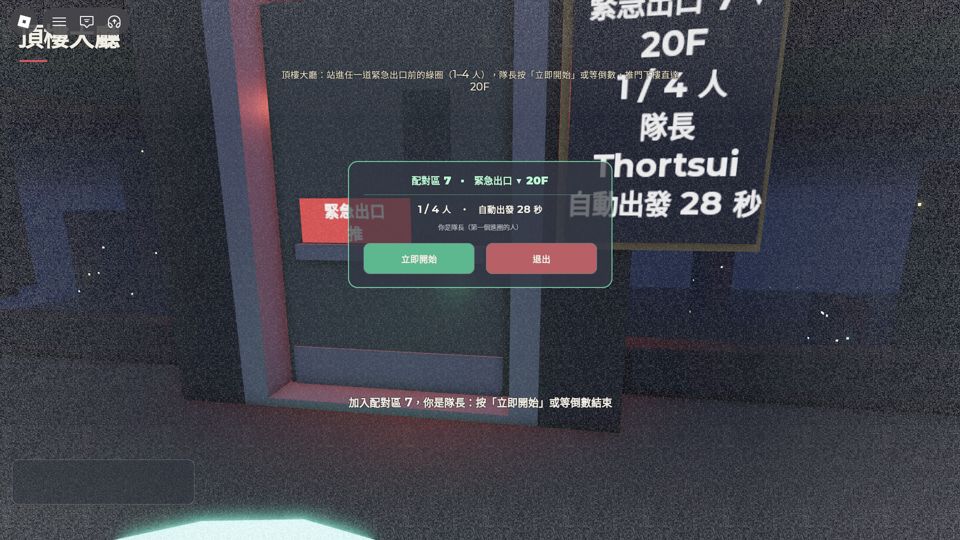 頂樓大廳
頂樓大廳：站進任一道緊急出口前的綠圈（1–4 人），隊長按「立即開始」或等倒數，推門下樓直達
20F
緊急出口 7 ▼
20F
1 / 4 人
隊長
Thortsui
自動出發 28 秒
配對區 7 • 緊急出口 ▼ 20F
1 / 4 人 • 自動出發 28 秒
你是隊長（第一個進圈的人）
立即開始
退出
緊急出口
推
加入配對區 7，你是隊長：按「立即開始」或等倒數結束